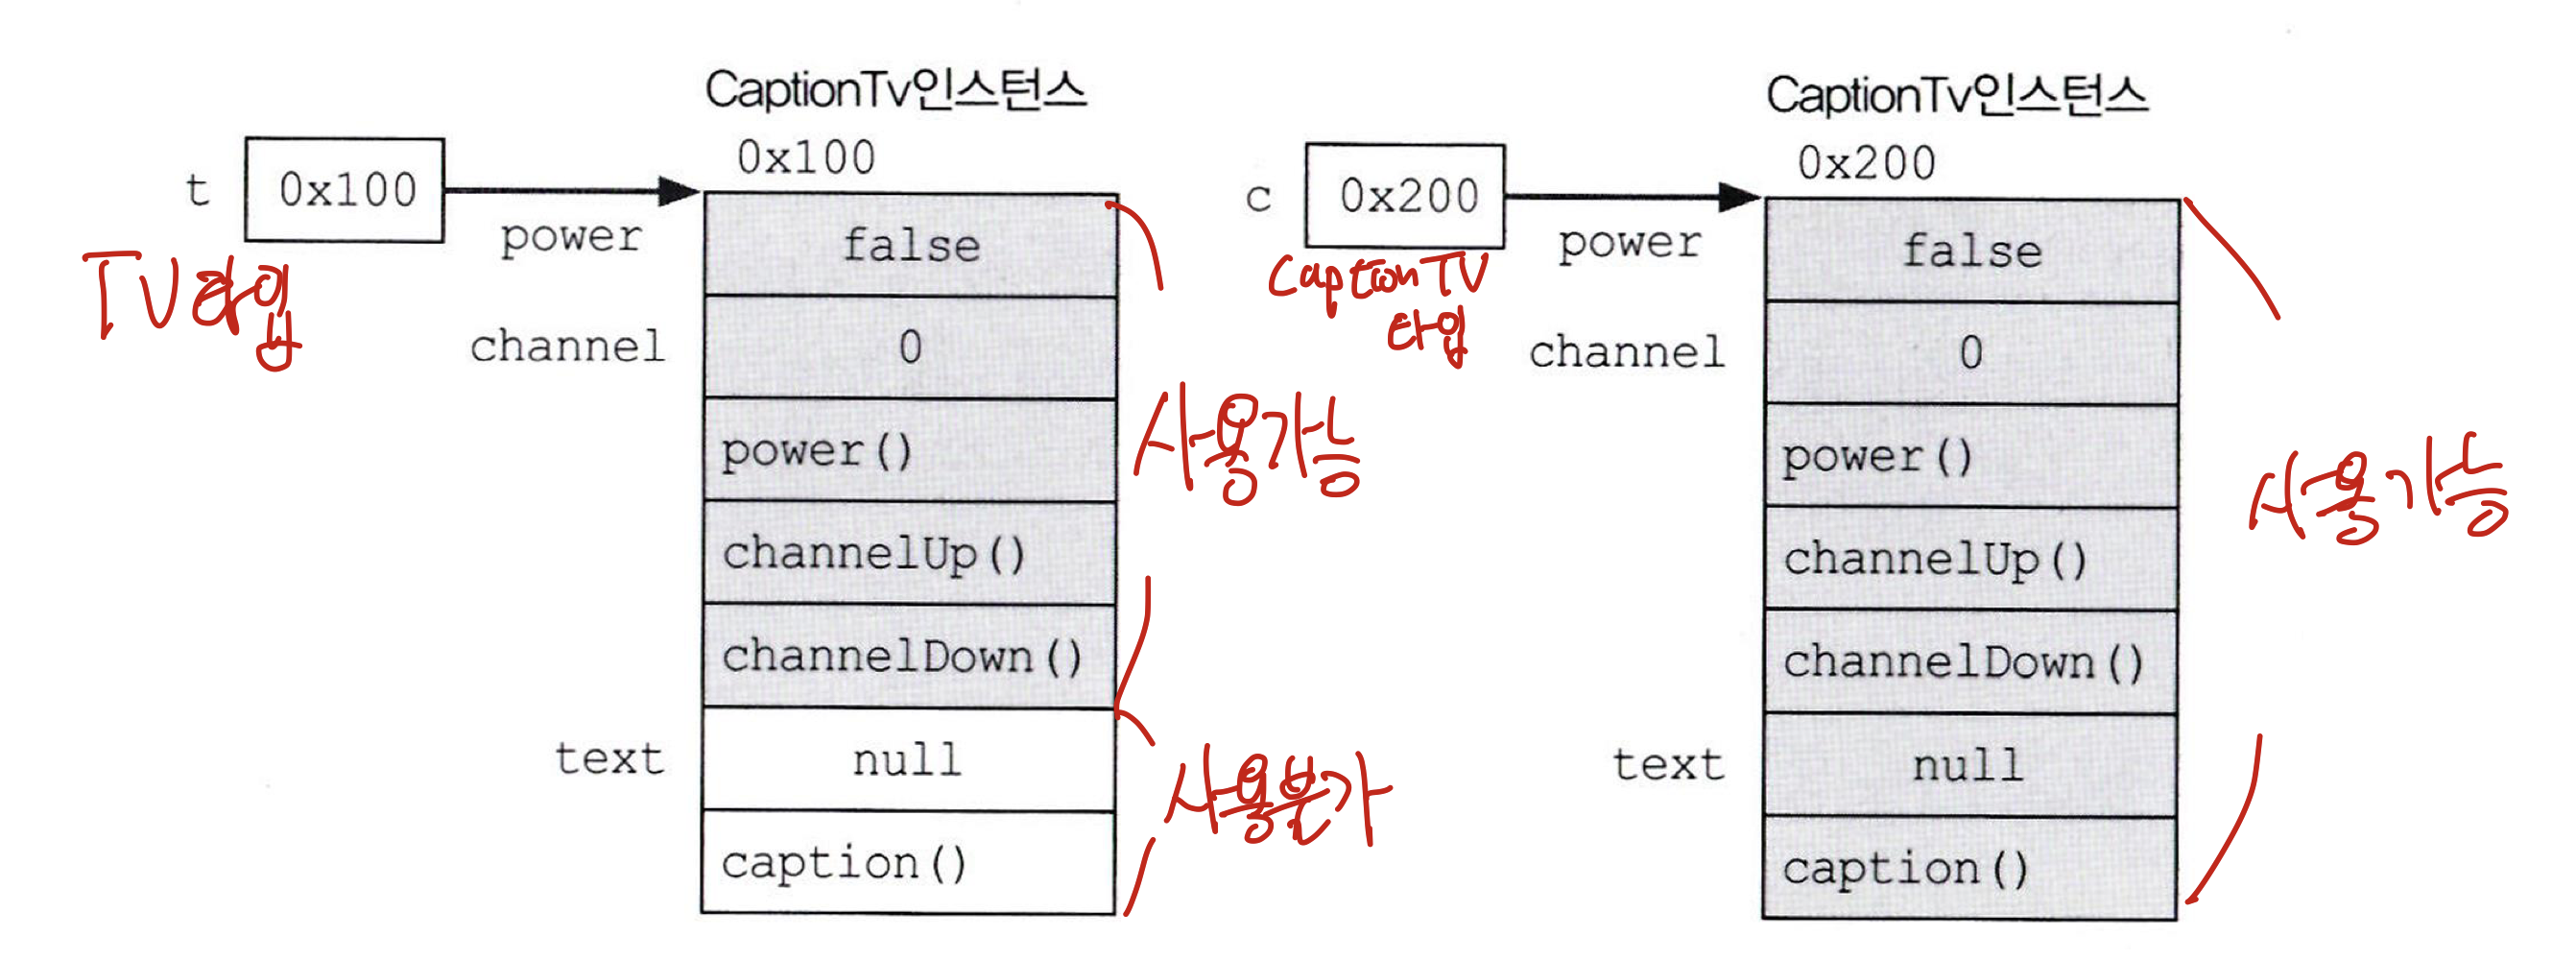 CaptionTv인스턴스
0x100
t
0x100
TV타입
power
false
channel
0
power()
channelUp()
channelDown()
text
null
caption()
사용가능
사용불가
CaptionTv인스턴스
0x200
c
0x200
CaptionTV
타입
power
false
channel
0
power()
channelUp()
channelDown()
text
null
caption()
사용가능